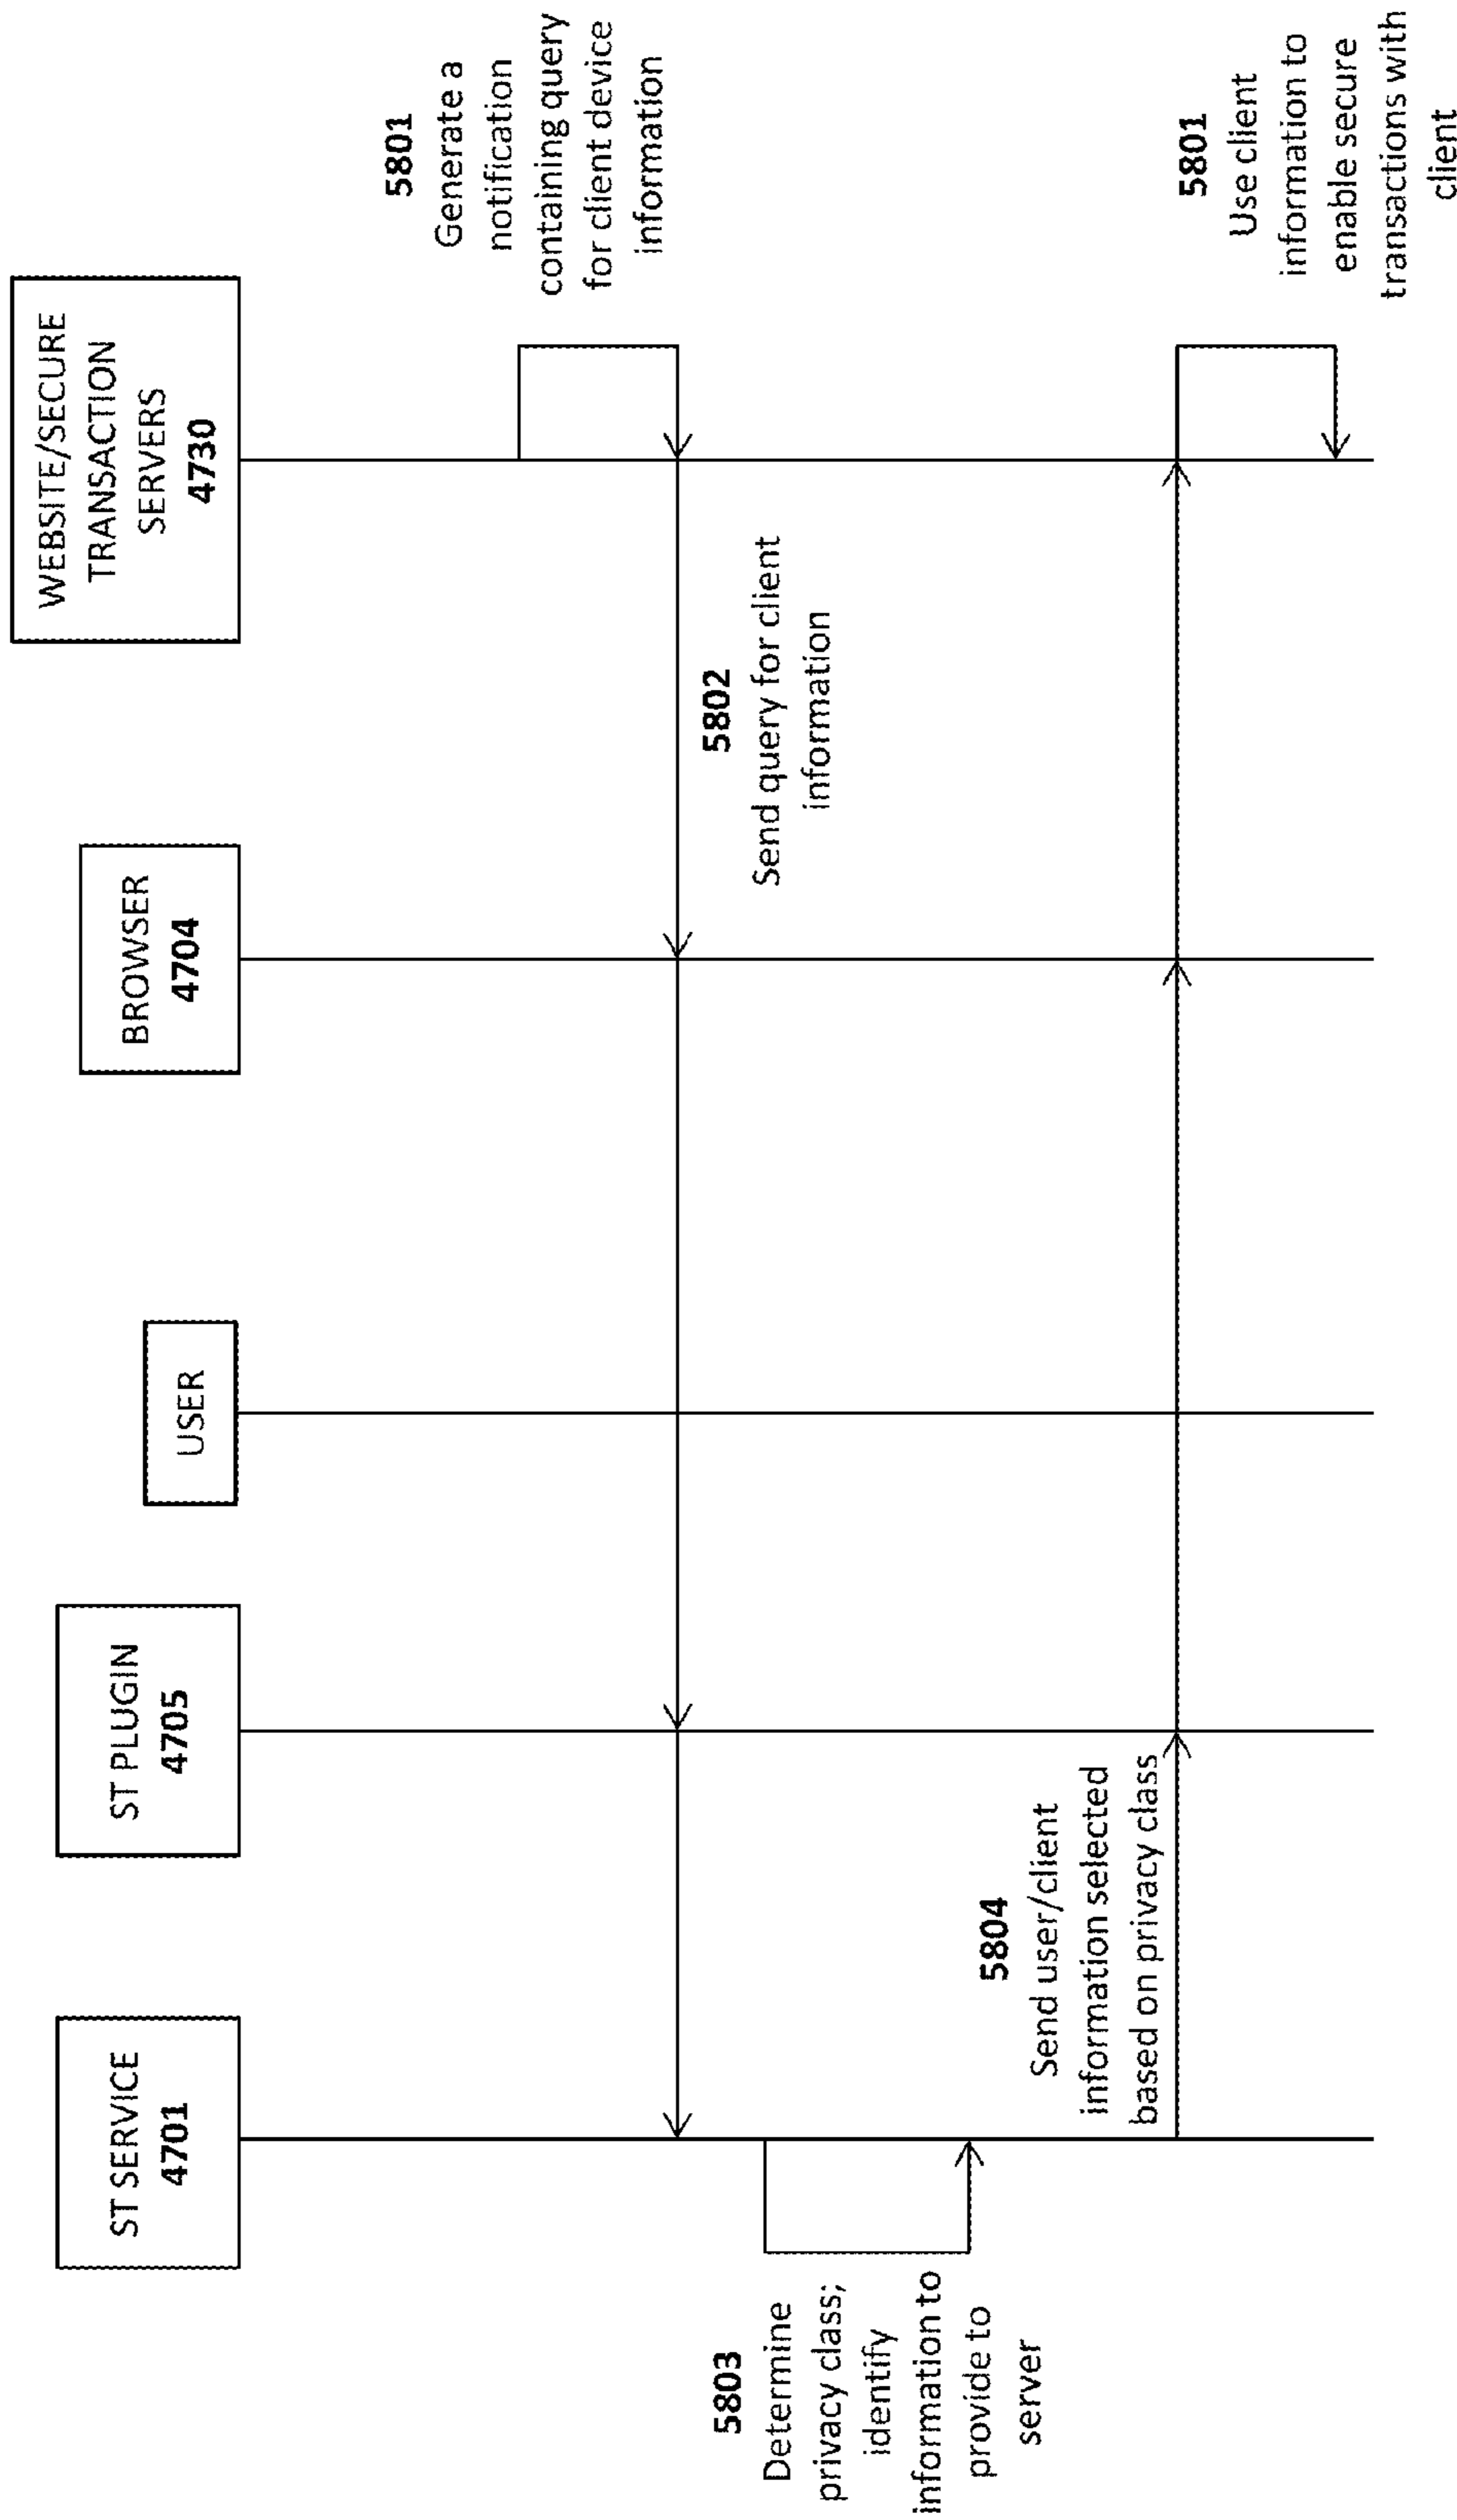 ST SERVICE
4701
ST PLUGIN
4705
USER
BROWSER
4704
WEBSITE/SECURE
TRANSACTION
SERVERS
4730
5801
Generate a
notification
containing query
for client device
information
5802
Send query for client
information
5803
Determine
privacy class;
identify
information to
provide to
server
5804
Send user/client
information selected
based on privacy class
5801
Use client
information to
enable secure
transactions with
client